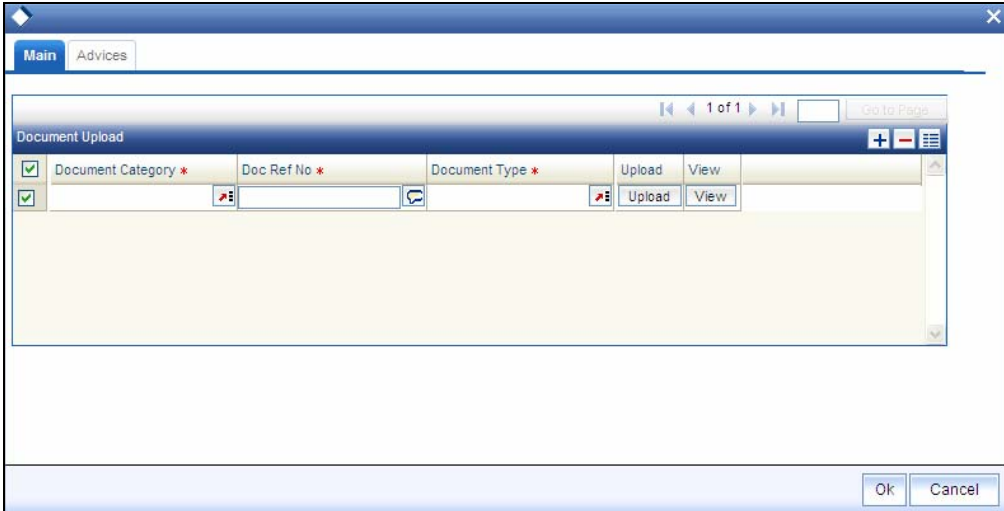 Main Advices
1 of 1 Go to Page
Document Upload
Document Category * Doc Ref No * Document Type * Upload View
Upload View
Ok Cancel